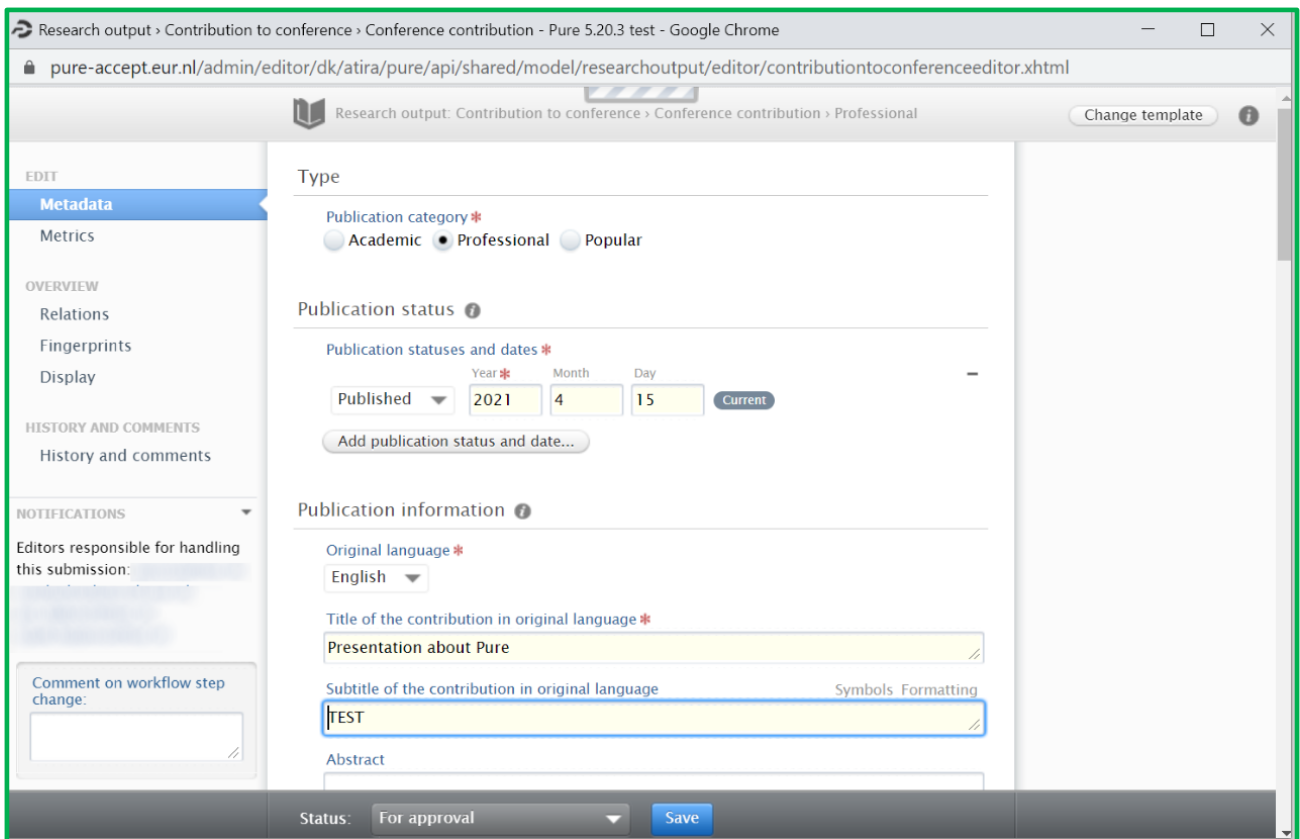 Research output › Contribution to conference › Conference contribution - Pure 5.20.3 test - Google Chrome
pure-accept.eur.nl/admin/editor/dk/atira/pure/api/shared/model/researchoutput/editor/contributiontoconferenceeditor.xhtml
Research output: Contribution to conference › Conference contribution › Professional
Change template
EDIT
Metadata
Metrics
OVERVIEW
Relations
Fingerprints
Display
HISTORY AND COMMENTS
History and comments
NOTIFICATIONS
Editors responsible for handling
this submission:
Comment on workflow step
change:
Type
Publication category *
Academic Professional Popular
Publication status
Publication statuses and dates *
Year * Month Day
Published 2021 4 15 Current
Add publication status and date...
Publication information
Original language *
English
Title of the contribution in original language *
Presentation about Pure
Subtitle of the contribution in original language Symbols Formatting
TEST
Abstract
Status: For approval Save